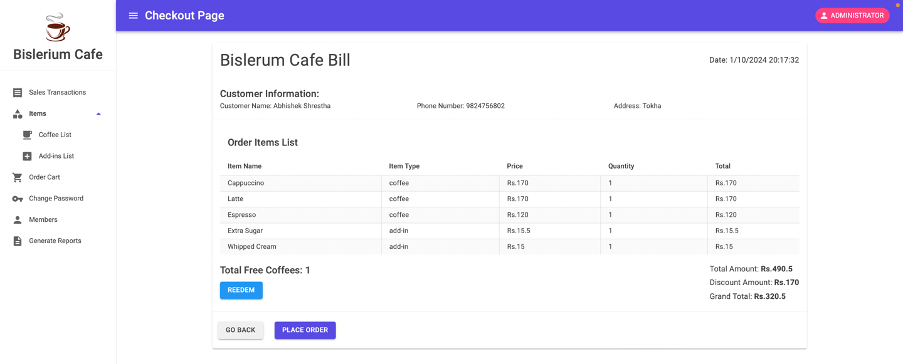 Checkout Page
ADMINISTRATOR
Bislerium Cafe
Sales Transactions
Items
Coffee List
Add-ins List
Order Cart
Change Password
Members
Generate Reports
Bislerum Cafe Bill
Date: 1/10/2024 20:17:32
Customer Information:
Customer Name: Abhishek Shrestha Phone Number: 9824756802 Address: Tokha
Order Items List
Item Name Item Type Price Quantity Total
Cappuccino coffee Rs.170 1 Rs.170
Latte coffee Rs.170 1 Rs.170
Espresso coffee Rs.120 1 Rs.120
Extra Sugar add-in Rs.15.5 1 Rs.15.5
Whipped Cream add-in Rs.15 1 Rs.15
Total Free Coffees: 1
REEDEM
Total Amount: Rs.490.5
Discount Amount: Rs.170
Grand Total: Rs.320.5
GO BACK PLACE ORDER